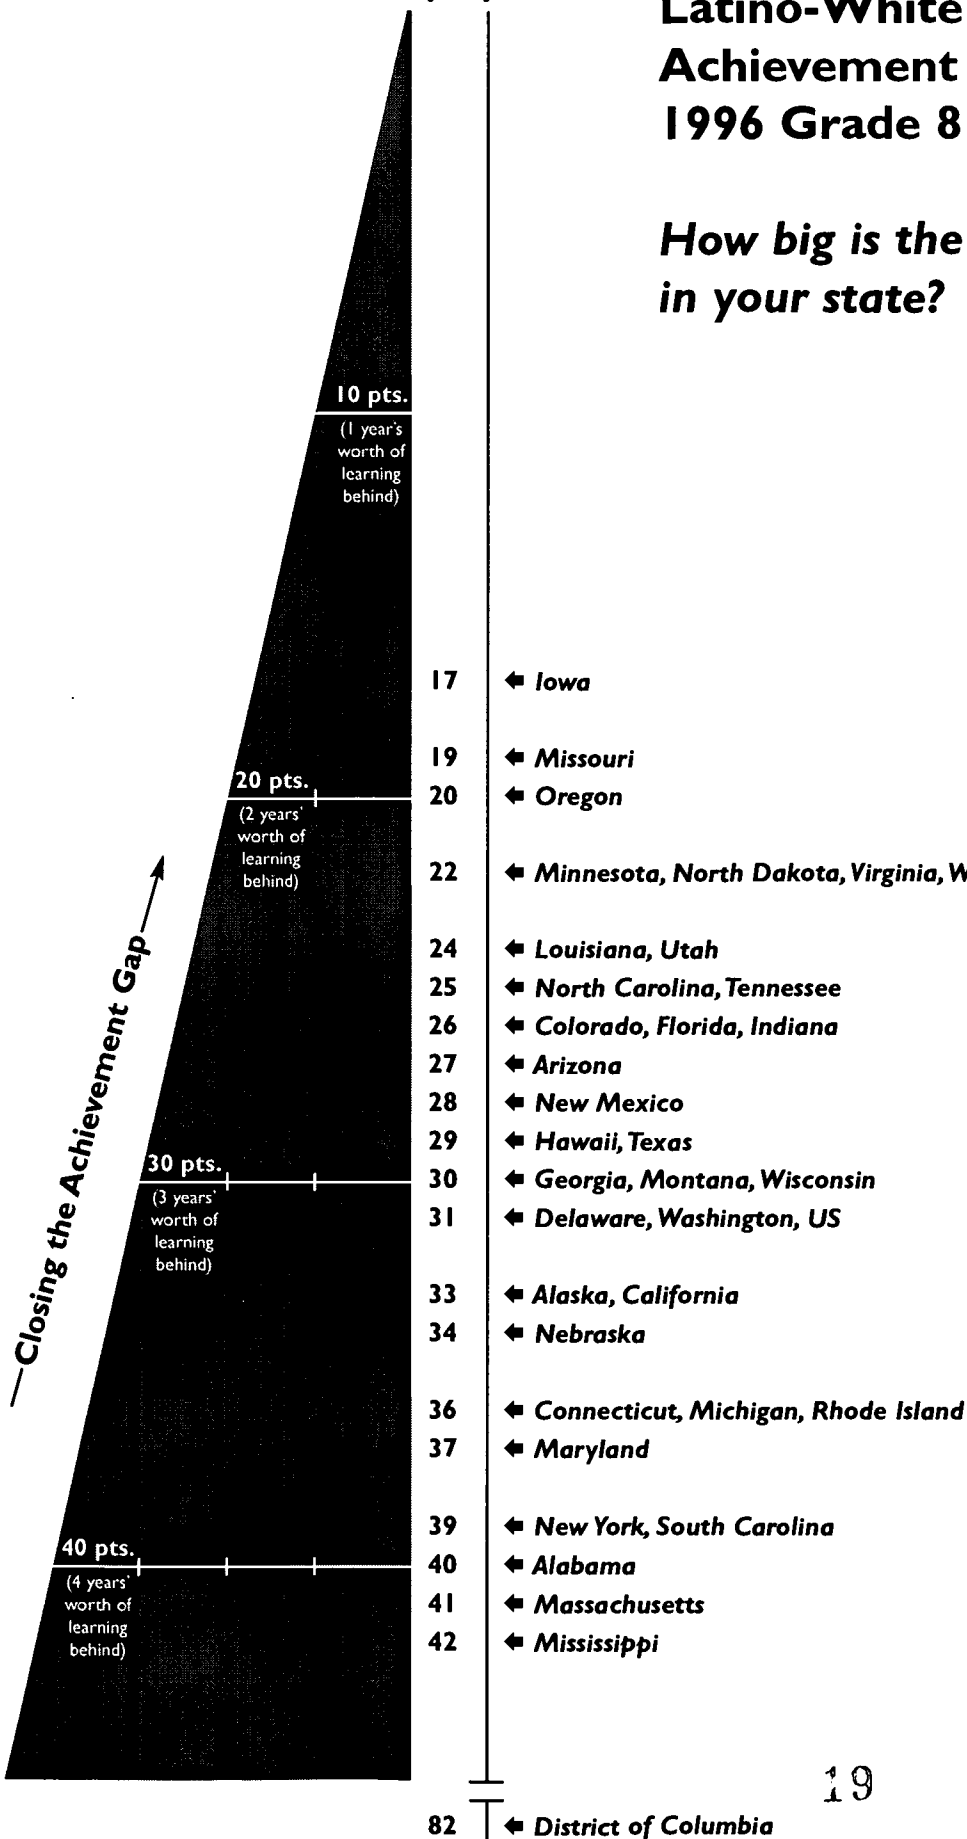 Latino-White
Achievement
1996 Grade 8
How big is the
in your state?
10 pts.
(1 year's
worth of
learning
behind)
17 Iowa
19 Missouri
20 pts.
20 Oregon
(2 years'
worth of
learning
behind)
22 Minnesota, North Dakota, Virginia, W
24 Louisiana, Utah
25 North Carolina, Tennessee
26 Colorado, Florida, Indiana
27 Arizona
28 New Mexico
29 Hawaii, Texas
30 pts.
30 Georgia, Montana, Wisconsin
(3 years'
worth of
learning
behind)
31 Delaware, Washington, US
33 Alaska, California
34 Nebraska
Closing the Achievement Gap
36 Connecticut, Michigan, Rhode Island
37 Maryland
39 New York, South Carolina
40 pts.
40 Alabama
(4 years'
worth of
learning
behind)
41 Massachusetts
42 Mississippi
19
82 District of Columbia